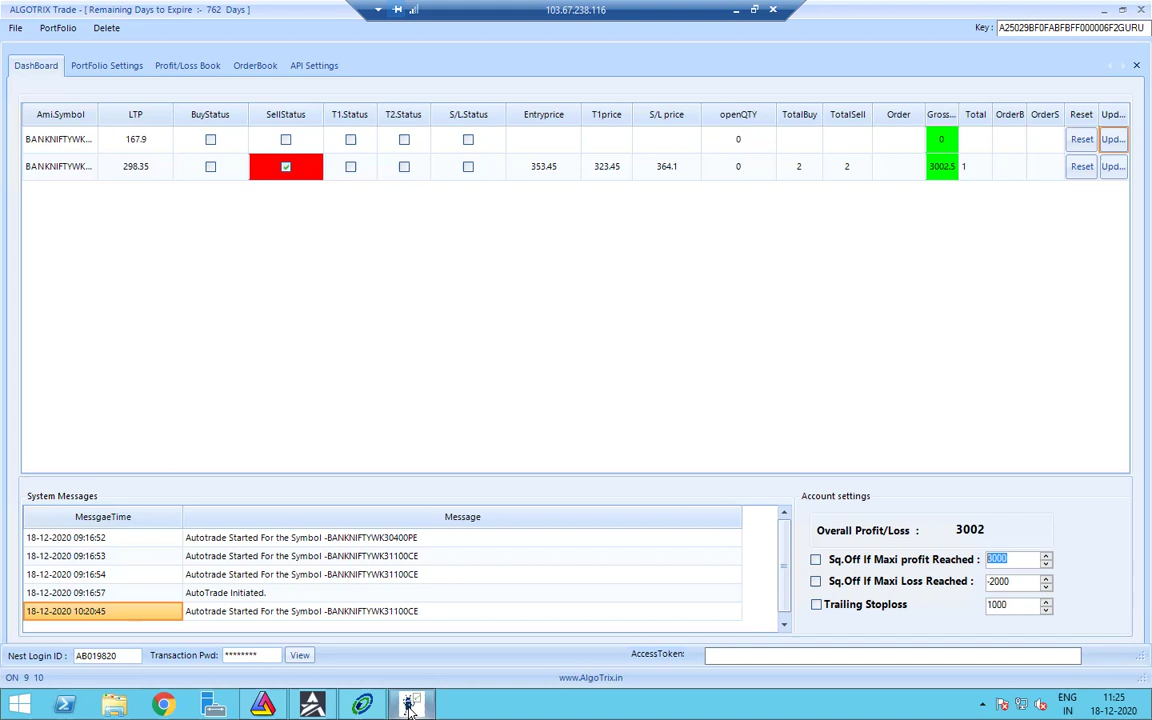 ALGOTRIX Trade - [ Remaining Days to Expire :- 762 Days ]
103.67.238.116
File PortFolio Delete
Key : A25029BF0FABFBFF000006F2GURU
DashBoard PortFolio Settings Profit/Loss Book OrderBook API Settings
Ami.Symbol LTP BuyStatus SellStatus T1.Status T2.Status S/L.Status Entryprice T1price S/L price openQTY TotalBuy TotalSell Order Gross... Total OrderB OrderS Reset Upd...
BANKNIFTYWK... 167.9 0 0 Reset Upd...
BANKNIFTYWK... 298.35 353.45 323.45 364.1 0 2 2 3002.5 1 Reset Upd...
System Messages
MessgaeTime Message
18-12-2020 09:16:52 Autotrade Started For the Symbol -BANKNIFTYWK30400PE
18-12-2020 09:16:53 Autotrade Started For the Symbol -BANKNIFTYWK31100CE
18-12-2020 09:16:54 Autotrade Started For the Symbol -BANKNIFTYWK31100CE
18-12-2020 09:16:57 AutoTrade Initiated.
18-12-2020 10:20:45 Autotrade Started For the Symbol -BANKNIFTYWK31100CE
Account settings
Overall Profit/Loss : 3002
Sq.Off If Maxi profit Reached : 3000
Sq.Off If Maxi Loss Reached : -2000
Trailing Stoploss 1000
Nest Login ID : AB019820 Transaction Pwd: ******** View
AccessToken:
ON 9 10
www.AlgoTrix.in
ENG
IN
11:25
18-12-2020